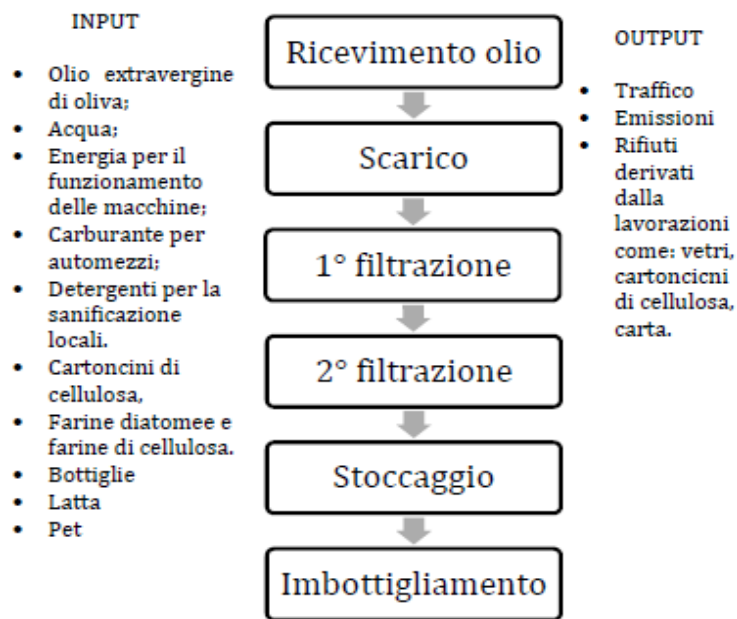 INPUT
• Olio extravergine
di oliva;
• Acqua;
• Energia per il
funzionamento
delle macchine;
• Carburante per
automezzi;
• Detergenti per la
sanificazione
locali.
• Cartoncini di
cellulosa,
• Farine diatomee e
farine di cellulosa.
• Bottiglie
• Latta
• Pet
Ricevimento olio
Scarico
1° filtrazione
2° filtrazione
Stoccaggio
Imbottigliamento
OUTPUT
• Traffico
• Emissioni
• Rifiuti
derivati
dalla
lavorazioni
come: vetri,
cartoncicni
di cellulosa,
carta.